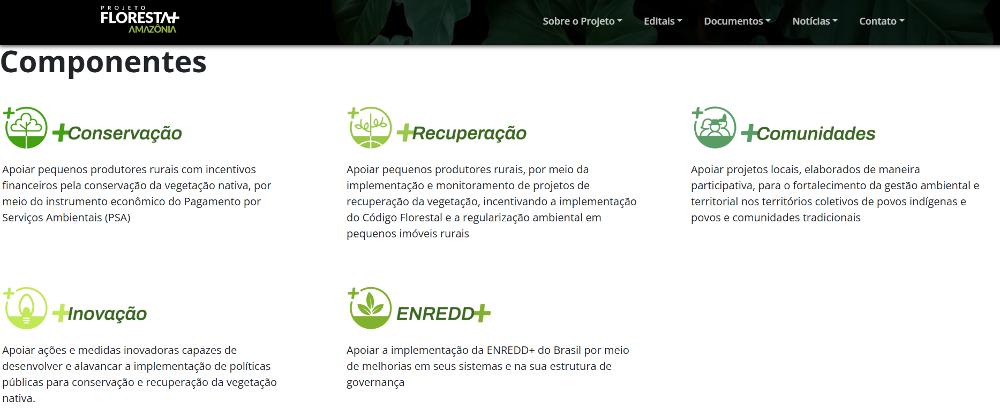 PROJETO
FLORESTA+
AMAZÔNIA
Sobre o Projeto
Editais
Documentos
Notícias
Contato
Componentes
+Conservação
Apoiar pequenos produtores rurais com incentivos
financeiros pela conservação da vegetação nativa, por
meio do instrumento econômico do Pagamento por
Serviços Ambientais (PSA)
+Recuperação
Apoiar pequenos produtores rurais, por meio da
implementação e monitoramento de projetos de
recuperação da vegetação, incentivando a implementação
do Código Florestal e a regularização ambiental em
pequenos imóveis rurais
+Comunidades
Apoiar projetos locais, elaborados de maneira
participativa, para o fortalecimento da gestão ambiental e
territorial nos territórios coletivos de povos indígenas e
povos e comunidades tradicionais
+Inovação
Apoiar ações e medidas inovadoras capazes de
desenvolver e alavancar a implementação de políticas
públicas para conservação e recuperação da vegetação
nativa.
ENREDD+
Apoiar a implementação da ENREDD+ do Brasil por meio
de melhorias em seus sistemas e na sua estrutura de
governança